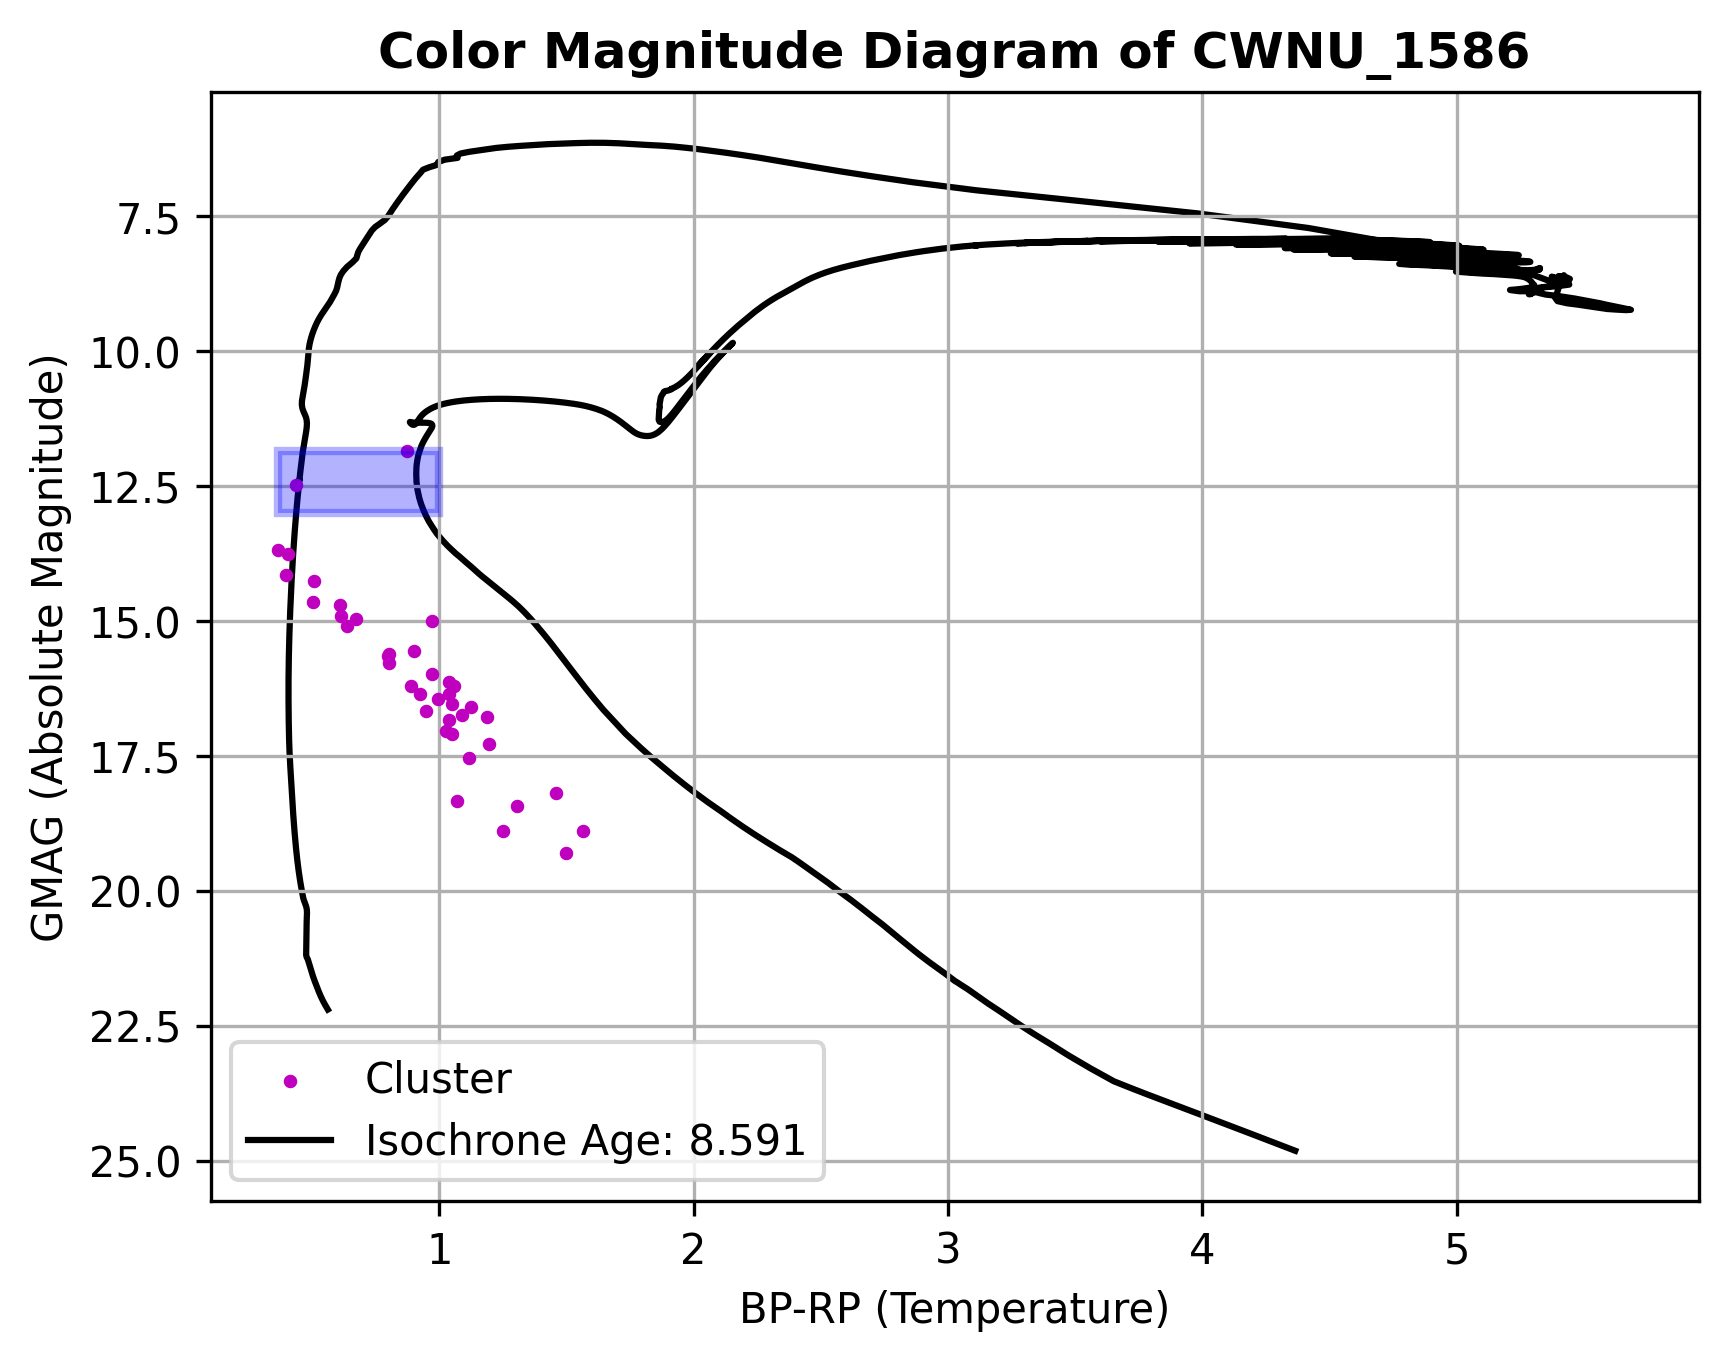 Color Magnitude Diagram of CWNU_1586
GMAG (Absolute Magnitude)
7.5
10.0
12.5
15.0
17.5
20.0
22.5
25.0
Cluster
Isochrone Age: 8.591
1 2 3 4 5
BP-RP (Temperature)